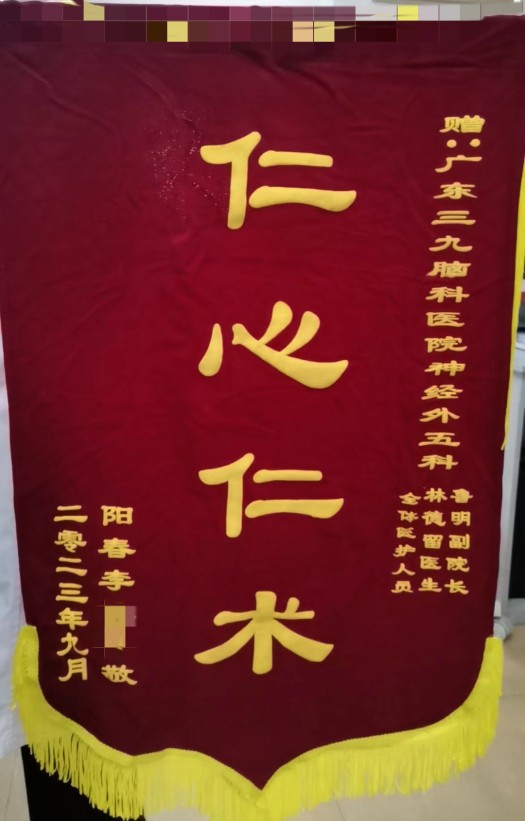 赠：广东三九脑科医院神经外五科
鲁明副院长
林德留医生
全体医护人员
仁心仁术
阳春李 敬
二零二三年九月